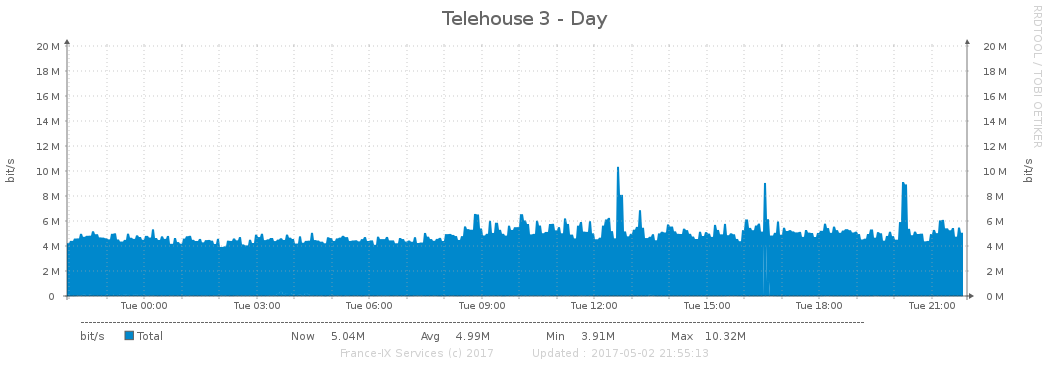 Telehouse 3 - Day
RRDTOOL / TOBI OETIKER
bit/s
bit/s
20 M 20 M
18 M 18 M
16 M 16 M
14 M 14 M
12 M 12 M
10 M 10 M
8 M 8 M
6 M 6 M
4 M 4 M
2 M 2 M
0 0 M
Tue 00:00 Tue 03:00 Tue 06:00 Tue 09:00 Tue 12:00 Tue 15:00 Tue 18:00 Tue 21:00
bit/s Total Now 5.04M Avg 4.99M Min 3.91M Max 10.32M
France-IX Services (c) 2017 Updated : 2017-05-02 21:55:13